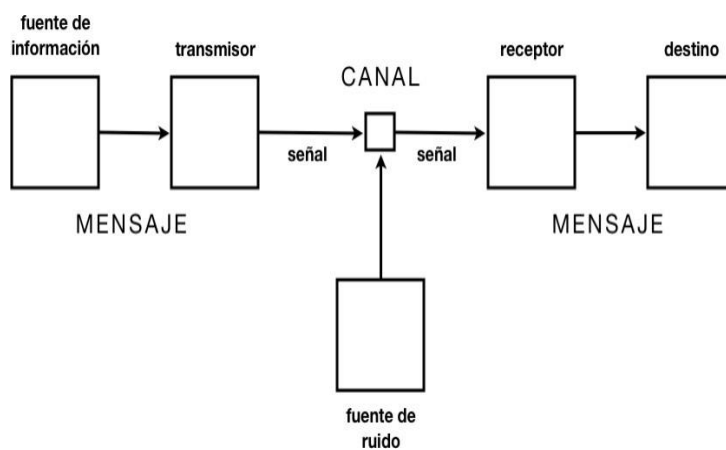 fuente de
información
transmisor
CANAL
receptor
destino
señal
señal
MENSAJE
MENSAJE
fuente de
ruido